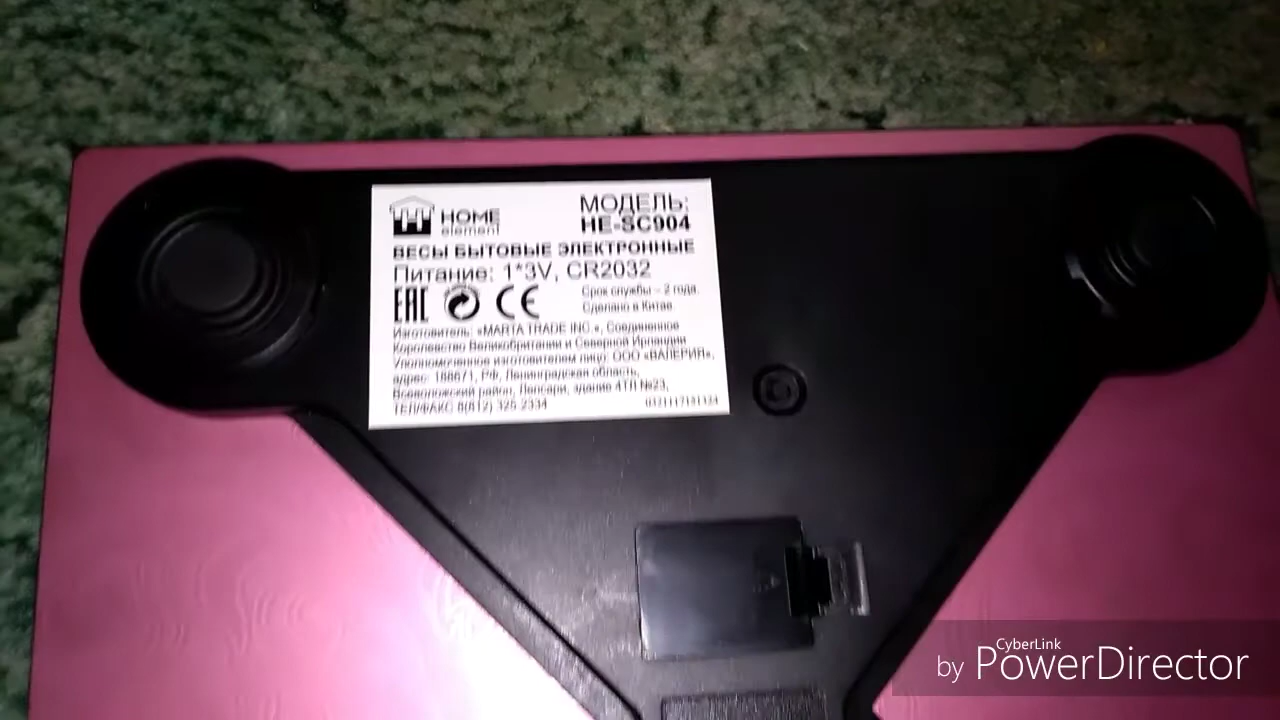 HOME
element
МОДЕЛЬ:
HE-SC904
ВЕСЫ БЫТОВЫЕ ЭЛЕКТРОННЫЕ
Питание: 1*3V, CR2032
EAC CE
Срок службы – 2 года.
Сделано в Китае
Изготовитель: «MARTA TRADE INC.», Соединенное
Королевство Великобритании и Северной Ирландии
Уполномоченное изготовителем лицо: ООО «ВАЛЕРИЯ»,
адрес: 188671, РФ, Ленинградская область,
Всеволожский район, Лепсари, здание 4ТЛ №23,
ТЕЛ/ФАКС 8(812) 325 2334
CyberLink
by PowerDirector